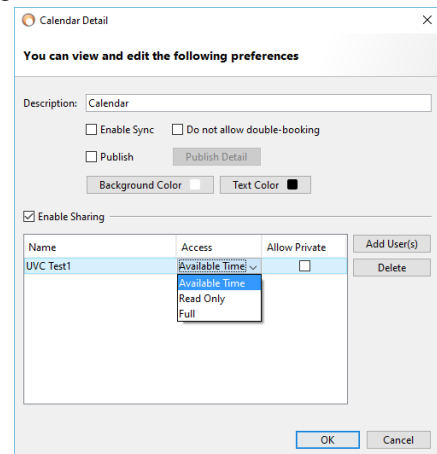 Calendar Detail
You can view and edit the following preferences
Description: Calendar
Enable Sync Do not allow double-booking
Publish Publish Detail
Background Color Text Color
Enable Sharing
Name Access Allow Private Add User(s)
UVC Test1 Available Time Delete
Available Time
Read Only
Full
OK Cancel